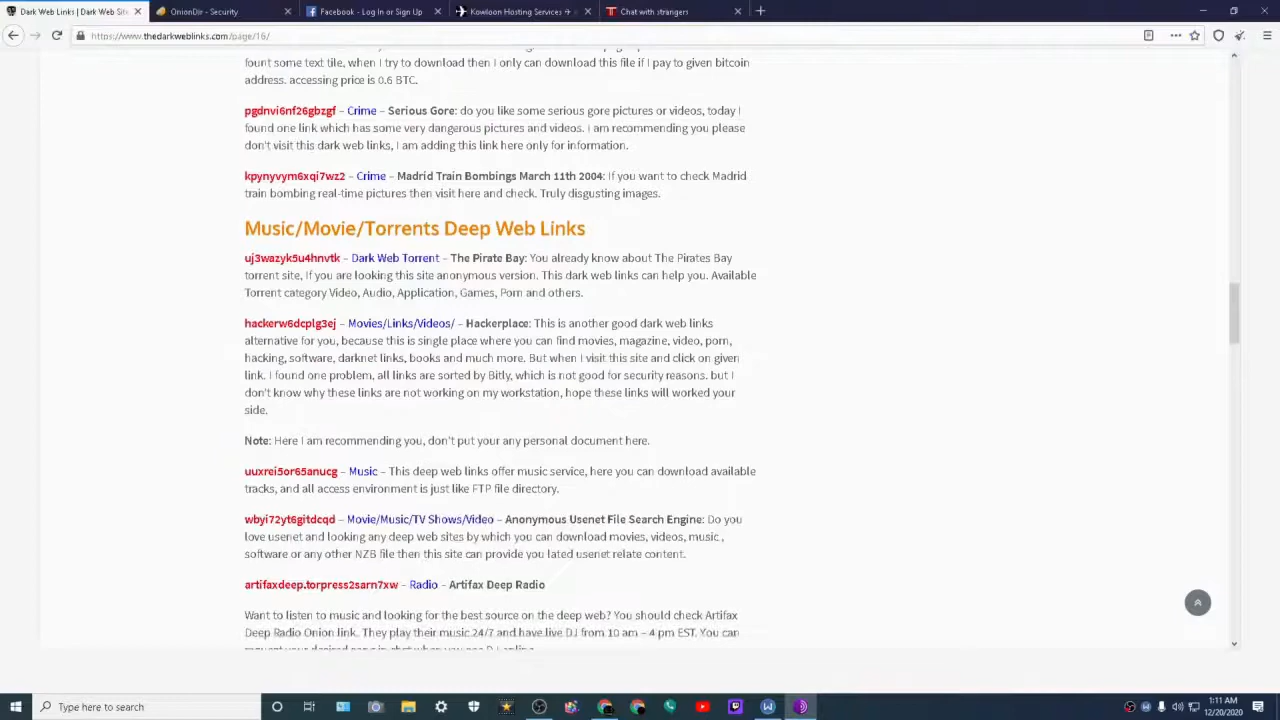 Dark Web Links | Dark Web Site
OnionDir - Security
Facebook - Log In or Sign Up
Kowloon Hosting Services
Chat with strangers
https://www.thedarkweblinks.com/page/16/
fount some text tile, when I try to download then I only can download this file if I pay to given bitcoin
address. accessing price is 0.6 BTC.
pgdnvi6nf26gbzgf – Crime – Serious Gore: do you like some serious gore pictures or videos, today I
found one link which has some very dangerous pictures and videos. i am recommending you please
don't visit this dark web links, I am adding this link here only for information.
kpynyvym6xqi7wz2 – Crime – Madrid Train Bombings March 11th 2004: If you want to check Madrid
train bombing real-time pictures then visit here and check. Truly disgusting images.
Music/Movie/Torrents Deep Web Links
uj3wazyk5u4hnvtk – Dark Web Torrent – The Pirate Bay: You already know about The Pirates Bay
torrent site, If you are looking this site anonymous version. This dark web links can help you. Available
Torrent category Video, Audio, Application, Games, Porn and others.
hackerw6dcplg3ej – Movies/Links/Videos/ – Hackerplace: This is another good dark web links
alternative for you, because this is single place where you can find movies, magazine, video, porn,
hacking, software, darknet links, books and much more. But when I visit this site and click on given
link. I found one problem, all links are sorted by Bitly, which is not good for security reasons. but I
don't know why these links are not working on my workstation, hope these links will worked your
side.
Note: Here I am recommending you, don't put your any personal document here.
uuxrei5or65anucg – Music – This deep web links offer music service, here you can download available
tracks, and all access environment is just like FTP file directory.
wbyi72yt6gitdcqd – Movie/Music/TV Shows/Video – Anonymous Usenet File Search Engine: Do you
love usenet and looking any deep web sites by which you can download movies, videos, music ,
software or any other NZB file then this site can provide you lated usenet relate content.
artifaxdeep.torpress2sarn7xw – Radio – Artifax Deep Radio
Want to listen to music and looking for the best source on the deep web? You should check Artifax
Deep Radio Onion link. They play their music 24/7 and have live DJ from 10 am – 4 pm EST. You can
Type here to search
1:11 AM
12/20/2020